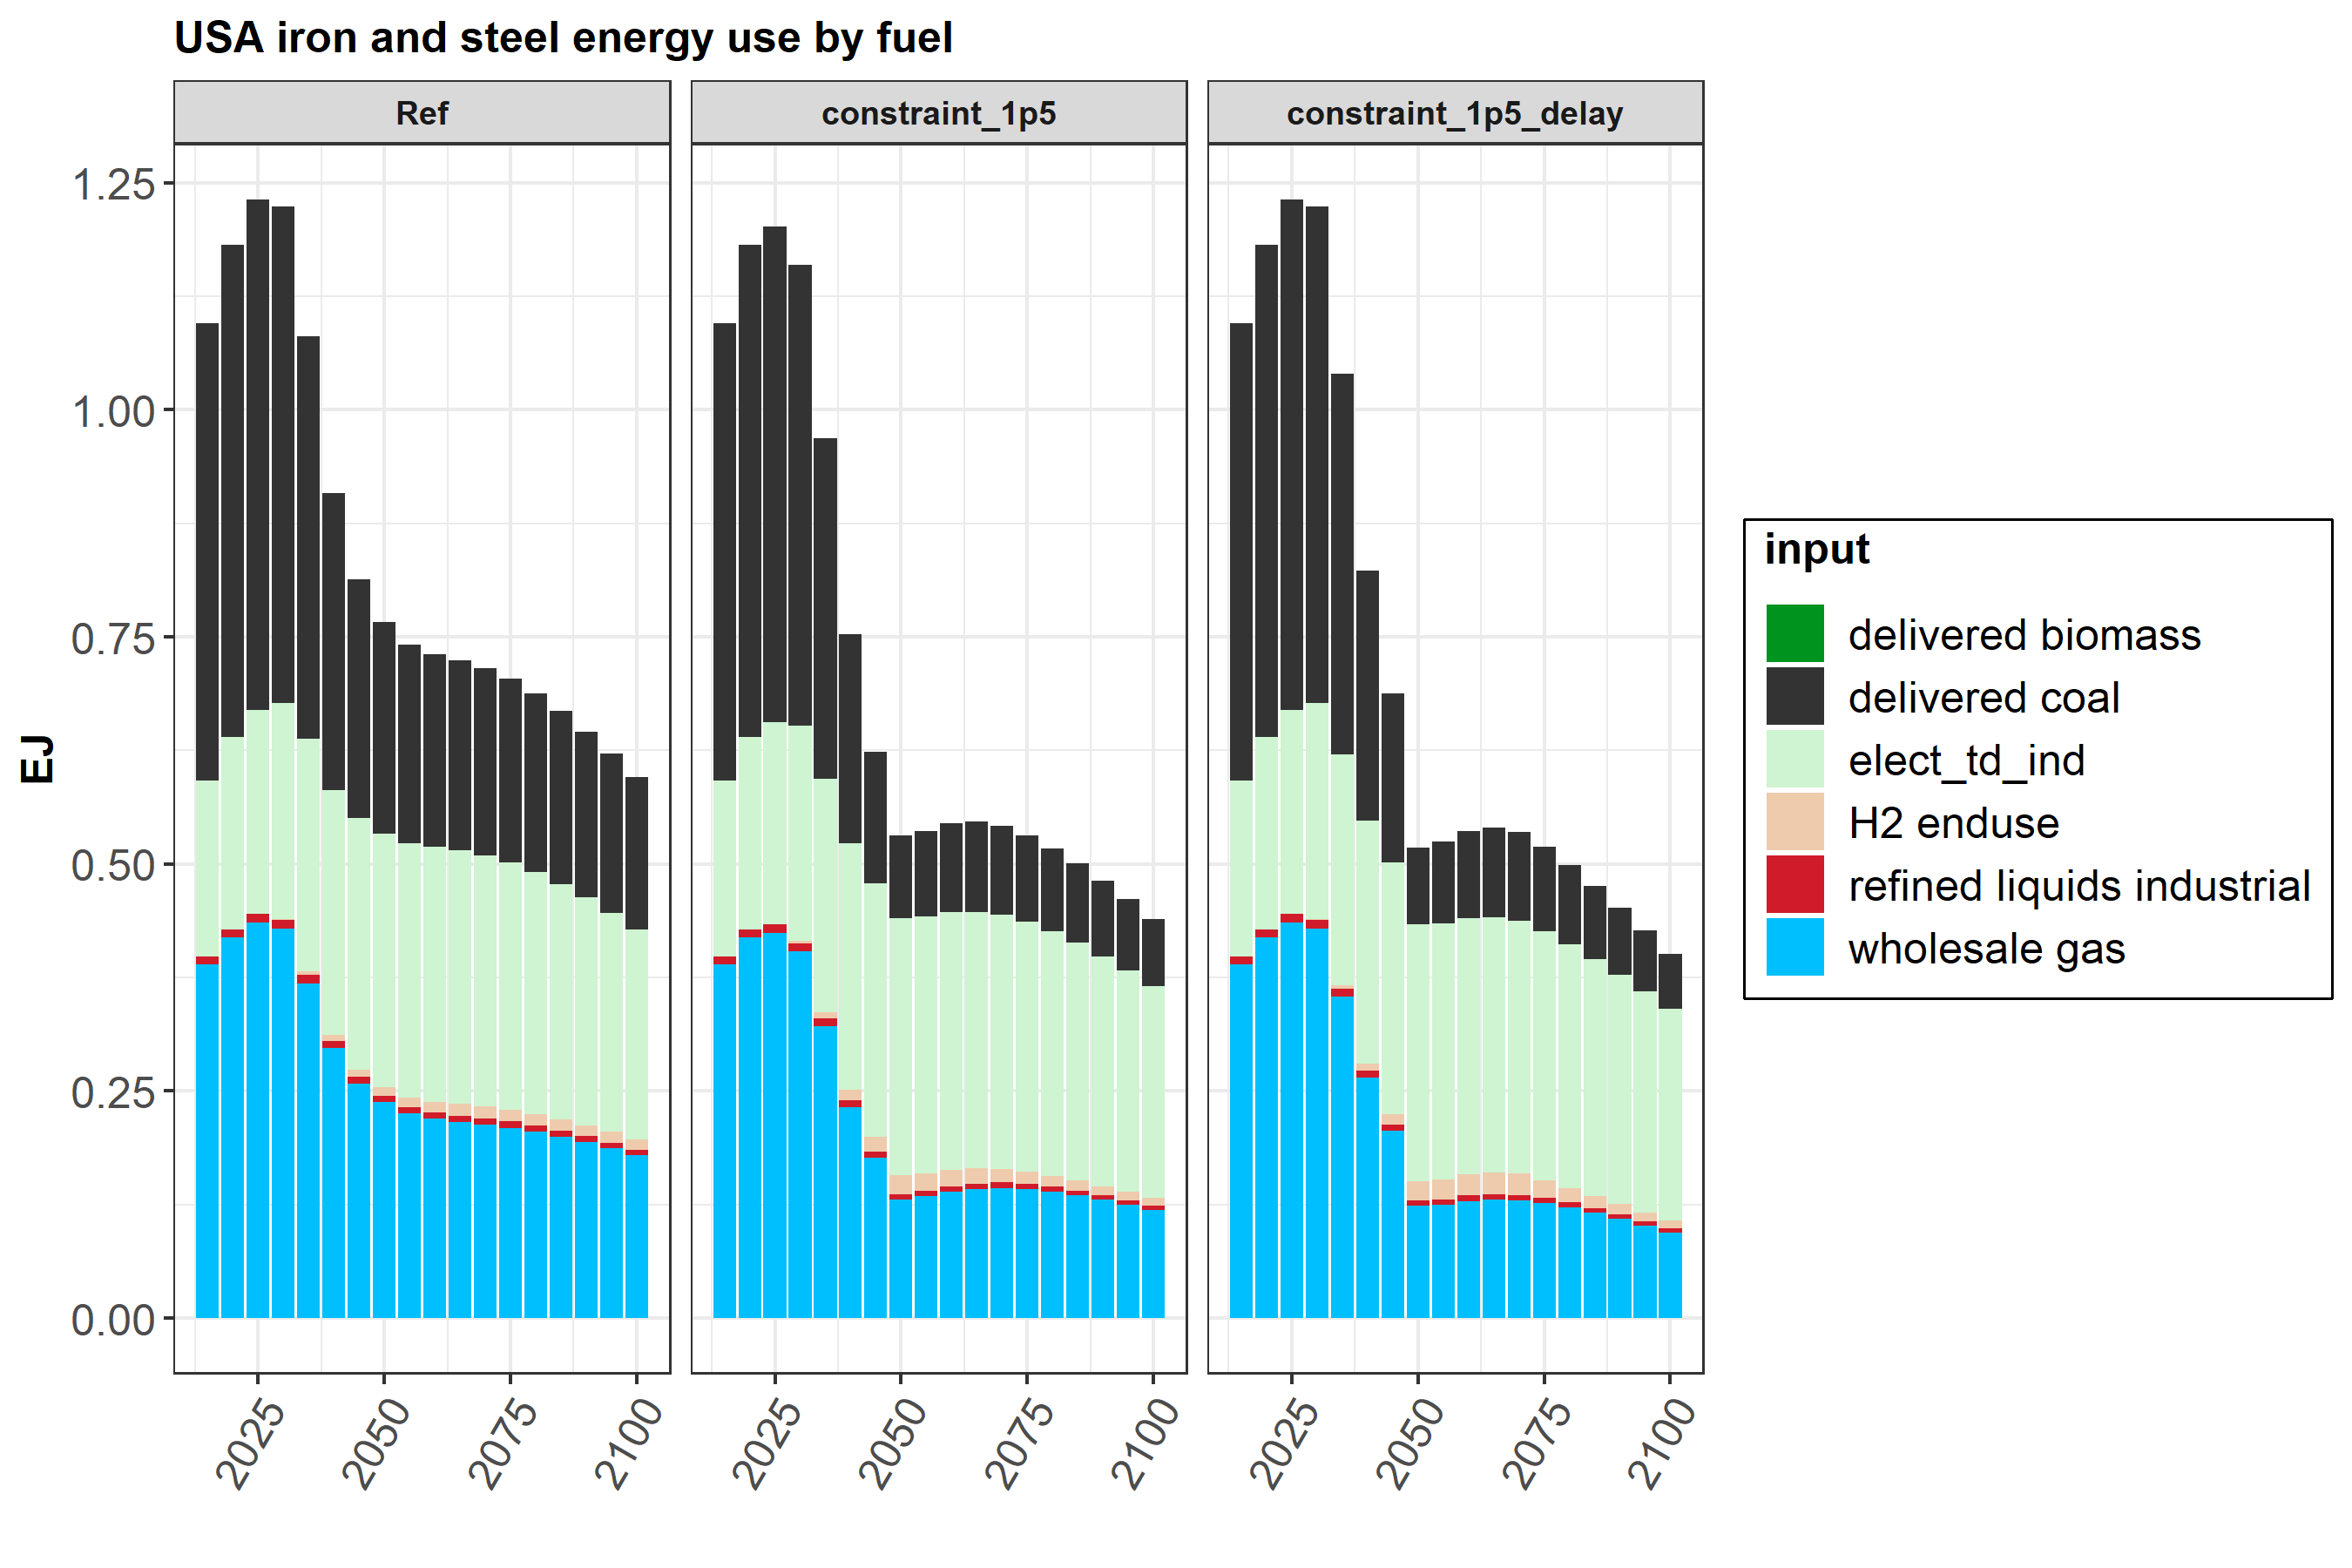 USA iron and steel energy use by fuel
Ref
constraint_1p5
constraint_1p5_delay
1.25
1.00
0.75
0.50
0.25
0.00
EJ
2025
2050
2075
2100
2025
2050
2075
2100
2025
2050
2075
2100
input
delivered biomass
delivered coal
elect_td_ind
H2 enduse
refined liquids industrial
wholesale gas